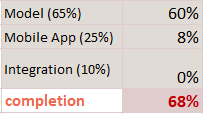 Model (65%) 60%
Mobile App (25%) 8%
Integration (10%) 0%
completion 68%